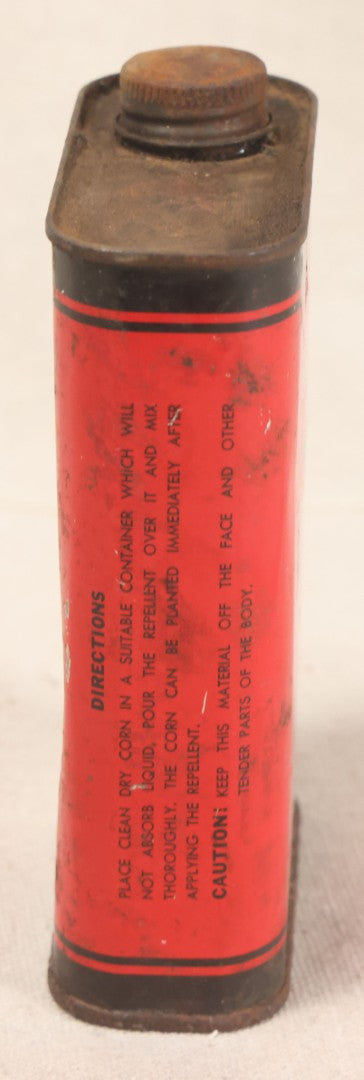 DIRECTIONS
PLACE CLEAN DRY CORN IN A SUITABLE CONTAINER WHICH WILL
NOT ABSORB LIQUID, POUR THE REPELLENT OVER IT AND MIX
THOROUGHLY. THE CORN CAN BE PLANTED IMMEDIATELY AFTER
APPLYING THE REPELLENT.
CAUTION: KEEP THIS MATERIAL OFF THE FACE AND OTHER
TENDER PARTS OF THE BODY.